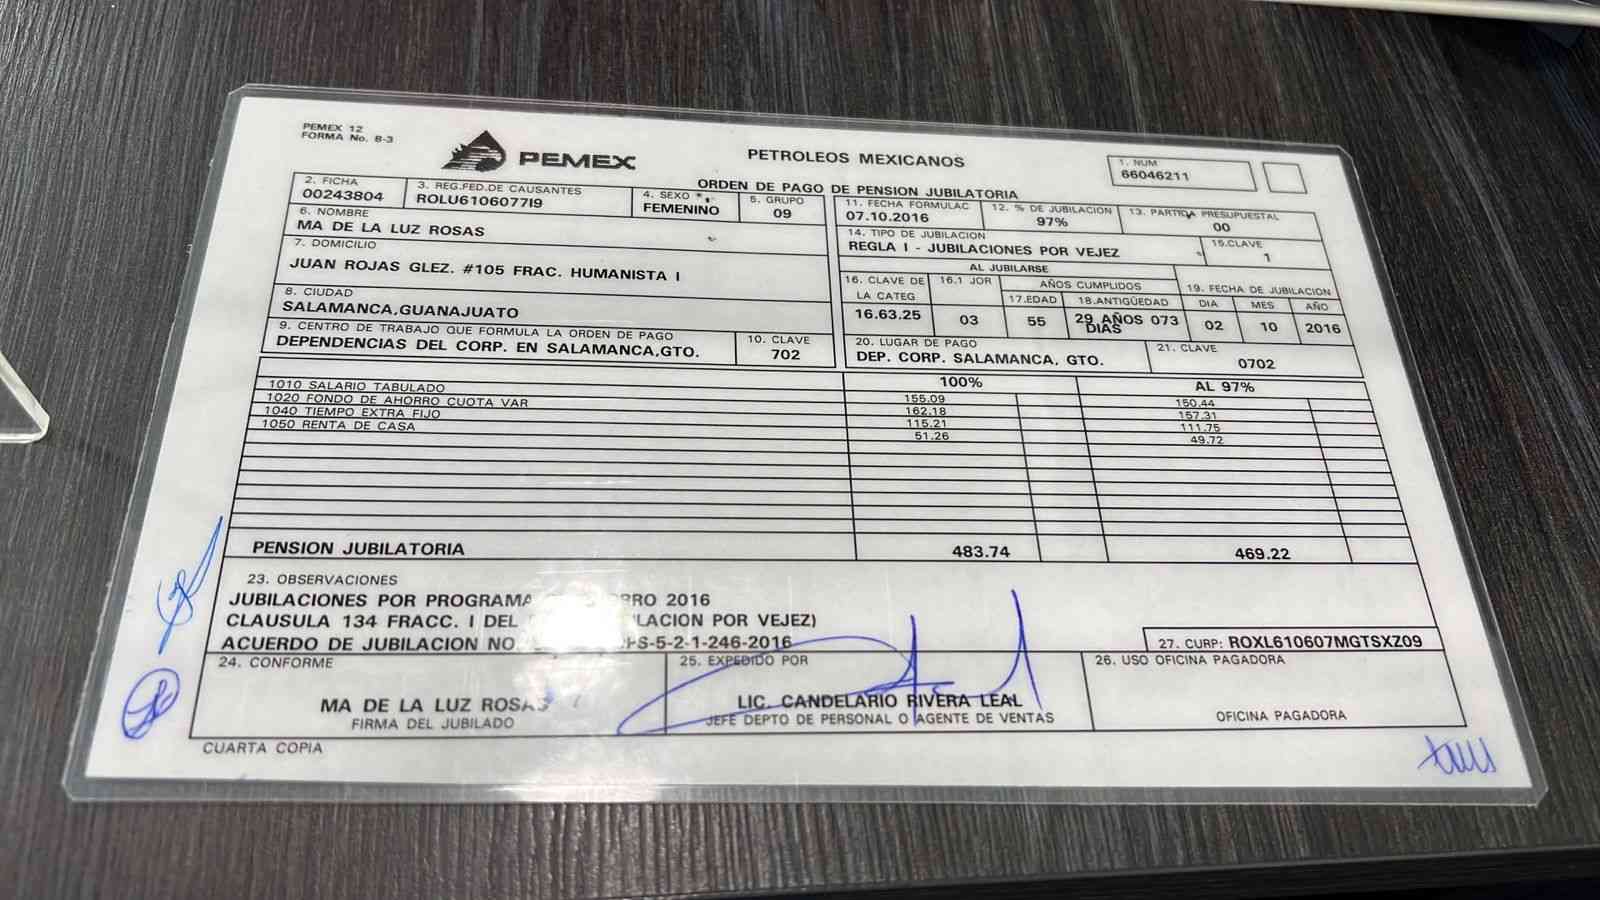 PEMEX 12
FORMA No. B-3
PEMEX
PETROLEOS MEXICANOS
ORDEN DE PAGO DE PENSION JUBILATORIA
1. NUM
66046211
2. FICHA
00243804
3. REG.FED.DE CAUSANTES
ROLU6106077I9
4. SEXO
FEMENINO
5. GRUPO
09
6. NOMBRE
MA DE LA LUZ ROSAS
7. DOMICILIO
JUAN ROJAS GLEZ. #105 FRAC. HUMANISTA I
8. CIUDAD
SALAMANCA,GUANAJUATO
9. CENTRO DE TRABAJO QUE FORMULA LA ORDEN DE PAGO
DEPENDENCIAS DEL CORP. EN SALAMANCA,GTO.
10. CLAVE
702
11. FECHA FORMULAC
07.10.2016
12. % DE JUBILACION
97%
13. PARTIDA PRESUPUESTAL
00
14. TIPO DE JUBILACION
REGLA I - JUBILACIONES POR VEJEZ
15.CLAVE
1
AL JUBILARSE
16. CLAVE DE
LA CATEG
16.63.25
16.1 JOR
03
AÑOS CUMPLIDOS
17.EDAD
55
18.ANTIGÜEDAD
29 AÑOS 073
DIAS
19. FECHA DE JUBILACION
DIA MES AÑO
02 10 2016
20. LUGAR DE PAGO
DEP. CORP. SALAMANCA, GTO.
21. CLAVE
0702
100% AL 97%
1010 SALARIO TABULADO 155.09 150.44
1020 FONDO DE AHORRO CUOTA VAR 162.18 157.31
1040 TIEMPO EXTRA FIJO 115.21 111.75
1050 RENTA DE CASA 51.26 49.72
PENSION JUBILATORIA 483.74 469.22
23. OBSERVACIONES
JUBILACIONES POR PROGRAMA 2016
CLAUSULA 134 FRACC. I DEL POR VEJEZ)
ACUERDO DE JUBILACION NO. -5-2-1-246-2016
27. CURP: ROXL610607MGTSXZ09
24. CONFORME
MA DE LA LUZ ROSAS
FIRMA DEL JUBILADO
25. EXPEDIDO POR
LIC. CANDELARIO RIVERA LEAL
JEFE DEPTO DE PERSONAL O AGENTE DE VENTAS
26. USO OFICINA PAGADORA
OFICINA PAGADORA
CUARTA COPIA